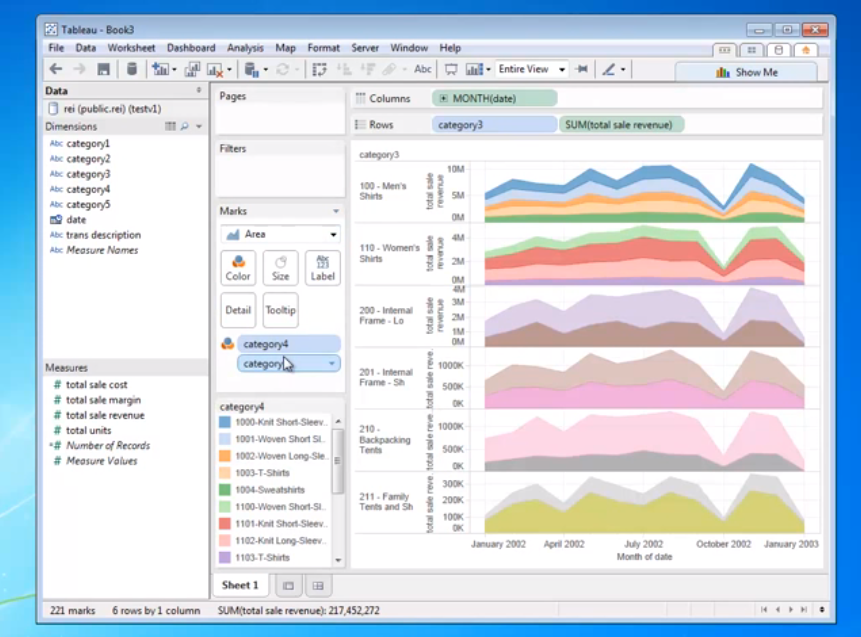 Tableau - Book3
File Data Worksheet Dashboard Analysis Map Format Server Window Help
Abc
Entire View
Show Me
Data
rei (public.rei) (testv1)
Dimensions
Abc category1
Abc category2
Abc category3
Abc category4
Abc category5
date
Abc trans description
Abc Measure Names
Measures
# total sale cost
# total sale margin
# total sale revenue
# total units
=# Number of Records
# Measure Values
Pages
Filters
Marks
Area
Color
Size
Abc
123
Label
Detail
Tooltip
category4
category
category4
1000-Knit Short-Sleev..
1001-Woven Short Sl..
1002-Woven Long-Sle..
1003-T-Shirts
1004-Sweatshirts
1100-Woven Short-Sl..
1101-Knit Short-Sleev..
1102-Knit Long-Sleev..
1103-T-Shirts
Columns
MONTH(date)
Rows
category3
SUM(total sale revenue)
category3
100 - Men's
Shirts
total sale
revenue
10M
5M
0M
110 - Women's
Shirts
total sale
revenue
4M
2M
0M
200 - Internal
Frame - Lo
total sale
revenue
4M
3M
2M
1M
0M
201 - Internal
Frame - Sh
total sale reve..
1000K
500K
0K
210 -
Backpacking
Tents
total sale reve..
1000K
500K
0K
211 - Family
Tents and Sh
total sale reve..
300K
200K
100K
0K
January 2002 April 2002 July 2002 October 2002 January 2003
Month of date
Sheet 1
221 marks 6 rows by 1 column SUM(total sale revenue): 217,452,272